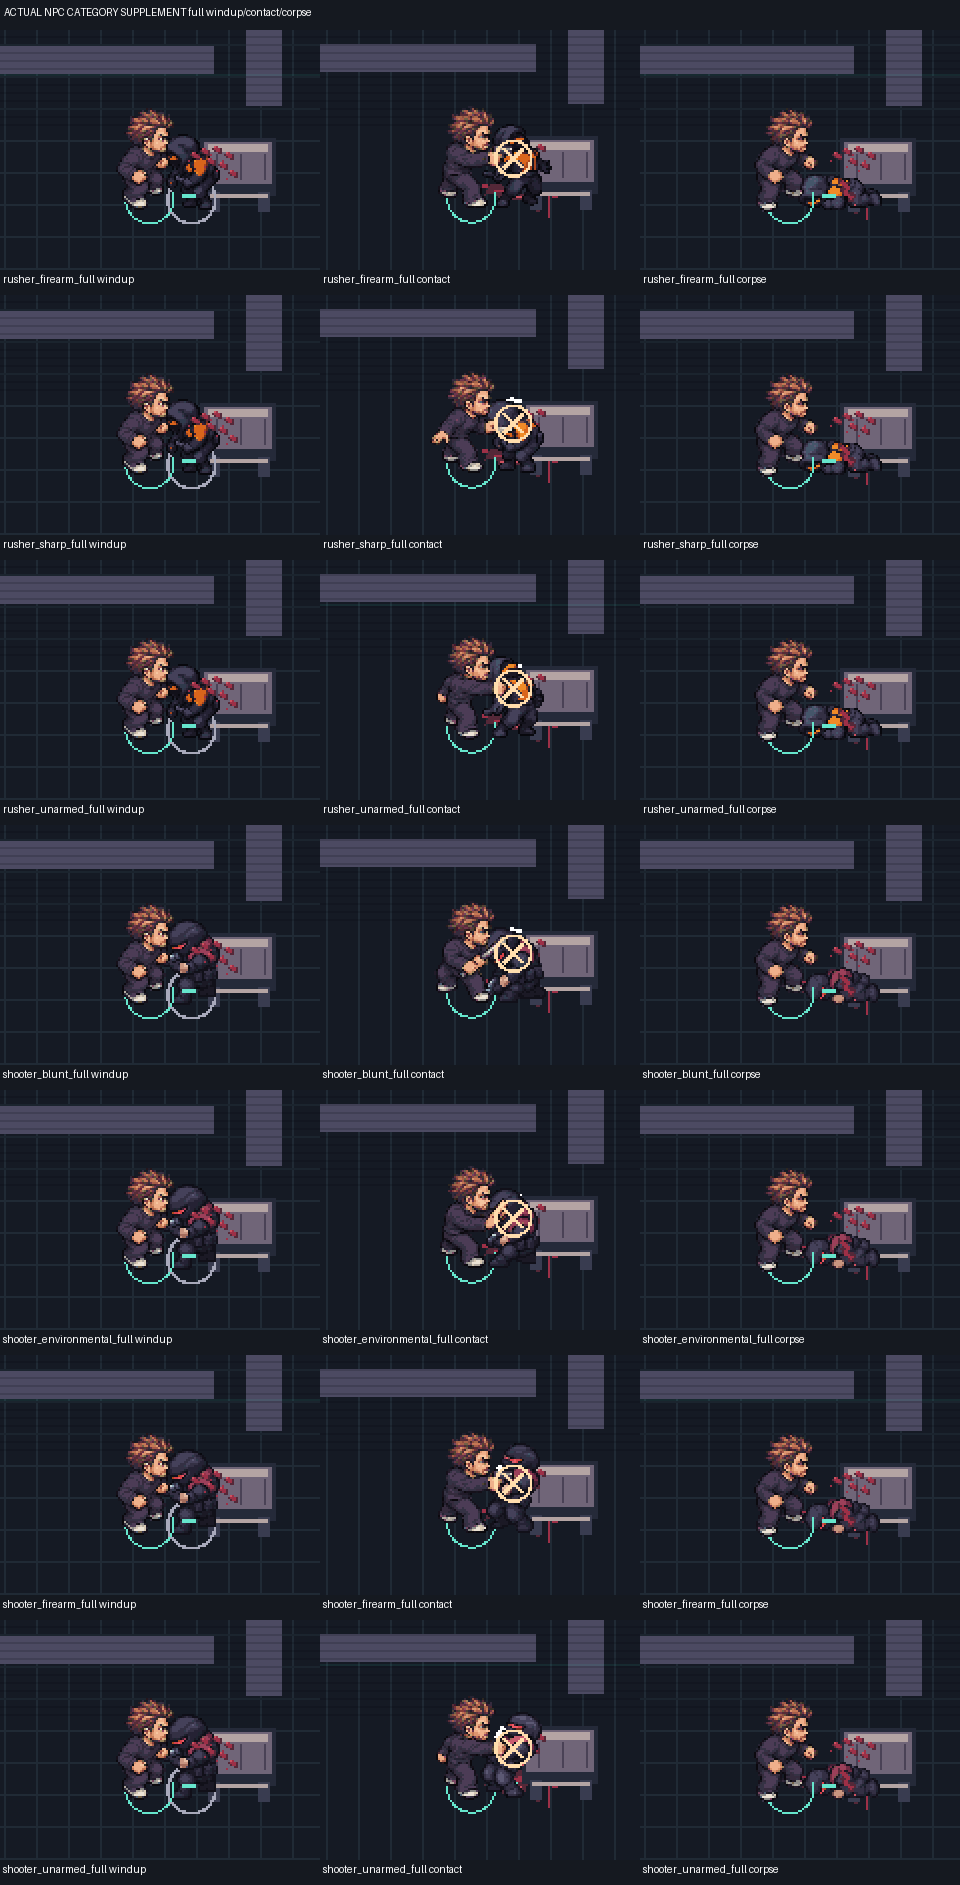 ACTUAL NPC CATEGORY SUPPLEMENT full windup/contact/corpse
rusher_firearm_full windup
rusher_firearm_full contact
rusher_firearm_full corpse
rusher_sharp_full windup
rusher_sharp_full contact
rusher_sharp_full corpse
rusher_unarmed_full windup
rusher_unarmed_full contact
rusher_unarmed_full corpse
shooter_blunt_full windup
shooter_blunt_full contact
shooter_blunt_full corpse
shooter_environmental_full windup
shooter_environmental_full contact
shooter_environmental_full corpse
shooter_firearm_full windup
shooter_firearm_full contact
shooter_firearm_full corpse
shooter_unarmed_full windup
shooter_unarmed_full contact
shooter_unarmed_full corpse